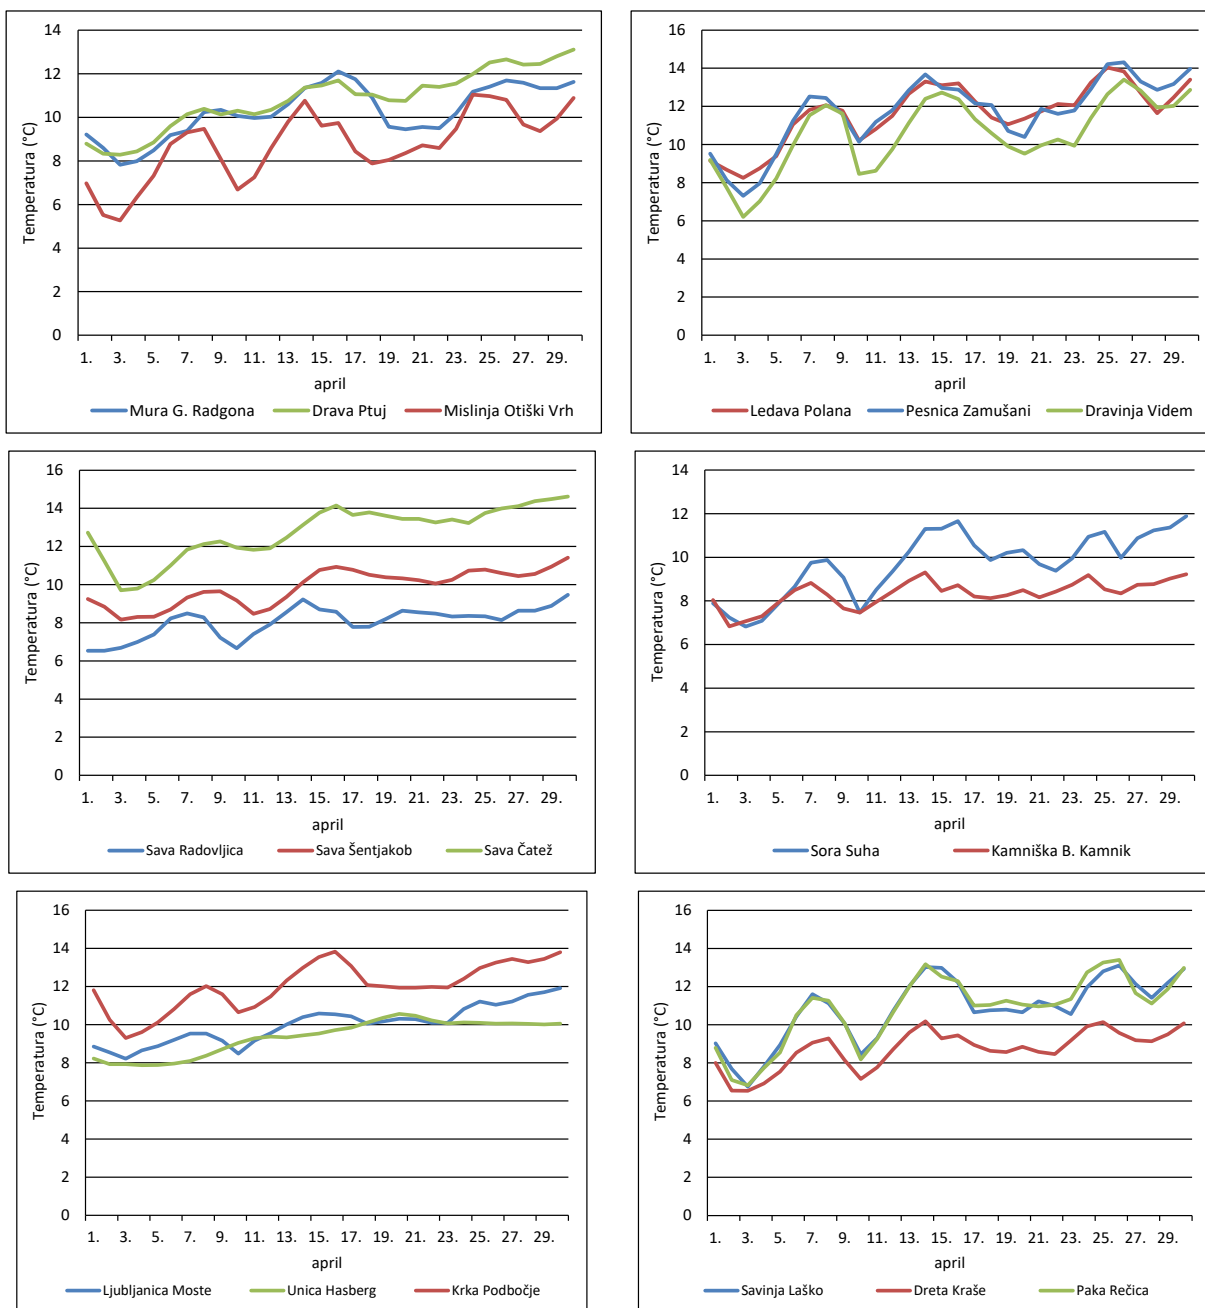 14
12
10
8
6
4
2
0
Temperatura (°C)
1. 3. 5. 7. 9. 11. 13. 15. 17. 19. 21. 23. 25. 27. 29.
april
Mura G. Radgona Drava Ptuj Mislinja Otiški Vrh
16
14
12
10
8
6
4
2
0
Temperatura (°C)
1. 3. 5. 7. 9. 11. 13. 15. 17. 19. 21. 23. 25. 27. 29.
april
Ledava Polana Pesnica Zamušani Dravinja Videm
16
14
12
10
8
6
4
2
0
Temperatura (°C)
1. 3. 5. 7. 9. 11. 13. 15. 17. 19. 21. 23. 25. 27. 29.
april
Sava Radovljica Sava Šentjakob Sava Čatež
14
12
10
8
6
4
2
0
Temperatura (°C)
1. 3. 5. 7. 9. 11. 13. 15. 17. 19. 21. 23. 25. 27. 29.
april
Sora Suha Kamniška B. Kamnik
16
14
12
10
8
6
4
2
0
Temperatura (°C)
1. 3. 5. 7. 9. 11. 13. 15. 17. 19. 21. 23. 25. 27. 29.
april
Ljubljanica Moste Unica Hasberg Krka Podbočje
16
14
12
10
8
6
4
2
0
Temperatura (°C)
1. 3. 5. 7. 9. 11. 13. 15. 17. 19. 21. 23. 25. 27. 29.
april
Savinja Laško Dreta Kraše Paka Rečica